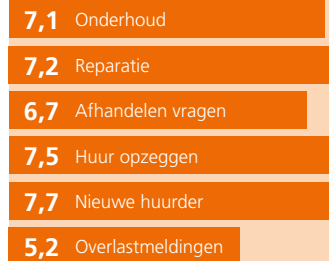 7,1 Onderhoud
7,2 Reparatie
6,7 Afhandelen vragen
7,5 Huur opzeggen
7,7 Nieuwe huurder
5,2 Overlastmeldingen